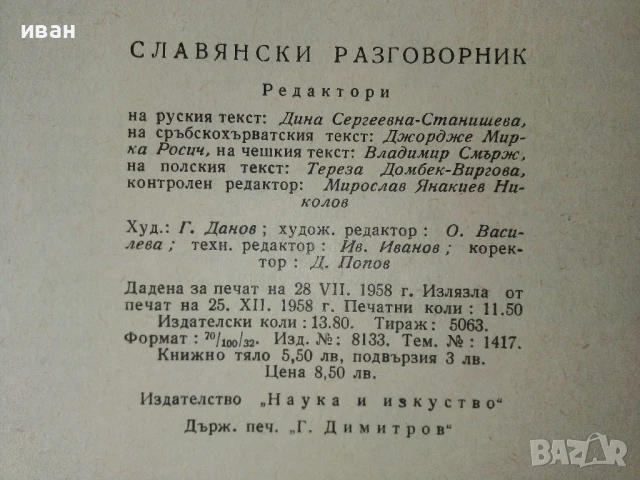 иван
СЛАВЯНСКИ РАЗГОВОРНИК
Редактори
на руския текст: Дина Сергеевна-Станишева,
на сръбскохърватския текст: Джордже Мир-
ка Росич, на чешкия текст: Владимир Смърж,
на полския текст: Тереза Домбек-Виргова,
контролен редактор: Мирослав Янакиев Ни-
колов
Худ.: Г. Данов; худож. редактор: О. Васи-
лева; техн. редактор: Ив. Иванов; корек-
тор: Д. Попов
Дадена за печат на 28 VII. 1958 г. Излязла от
печат на 25. XII. 1958 г. Печатни коли: 11.50
Издателски коли: 13.80. Тираж: 5063.
Формат: 70/100/32. Изд. №: 8133. Тем. №: 1417.
Книжно тяло 5,50 лв, подвързия 3 лв.
Цена 8,50 лв.
Издателство „Наука и изкуство“
Държ. печ. „Г. Димитров“
BAZAR.bg